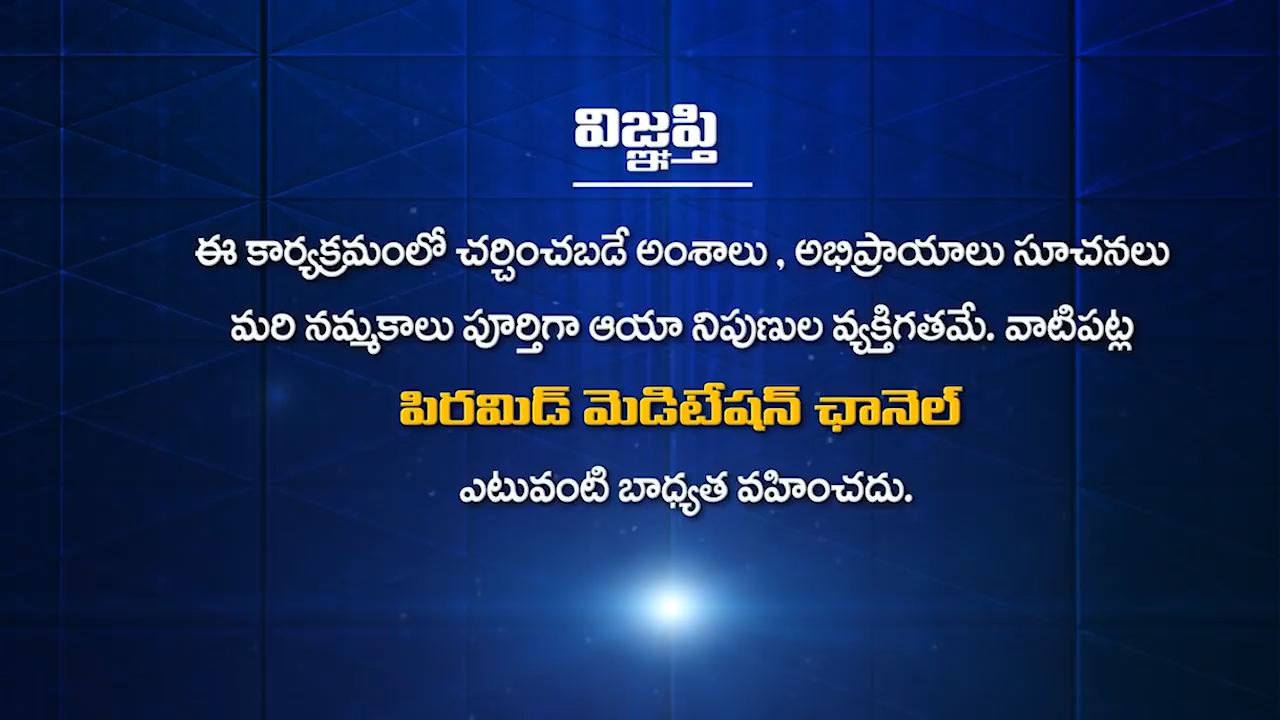 విజ్ఞప్తి
ఈ కార్యక్రమంలో చర్చించబడే అంశాలు , అభిప్రాయాలు సూచనలు
మరి నమ్మకాలు పూర్తిగా ఆయా నిపుణుల వ్యక్తిగతమే. వాటిపట్ల
పిరమిడ్ మెడిటేషన్ ఛానెల్
ఎటువంటి బాధ్యత వహించదు.